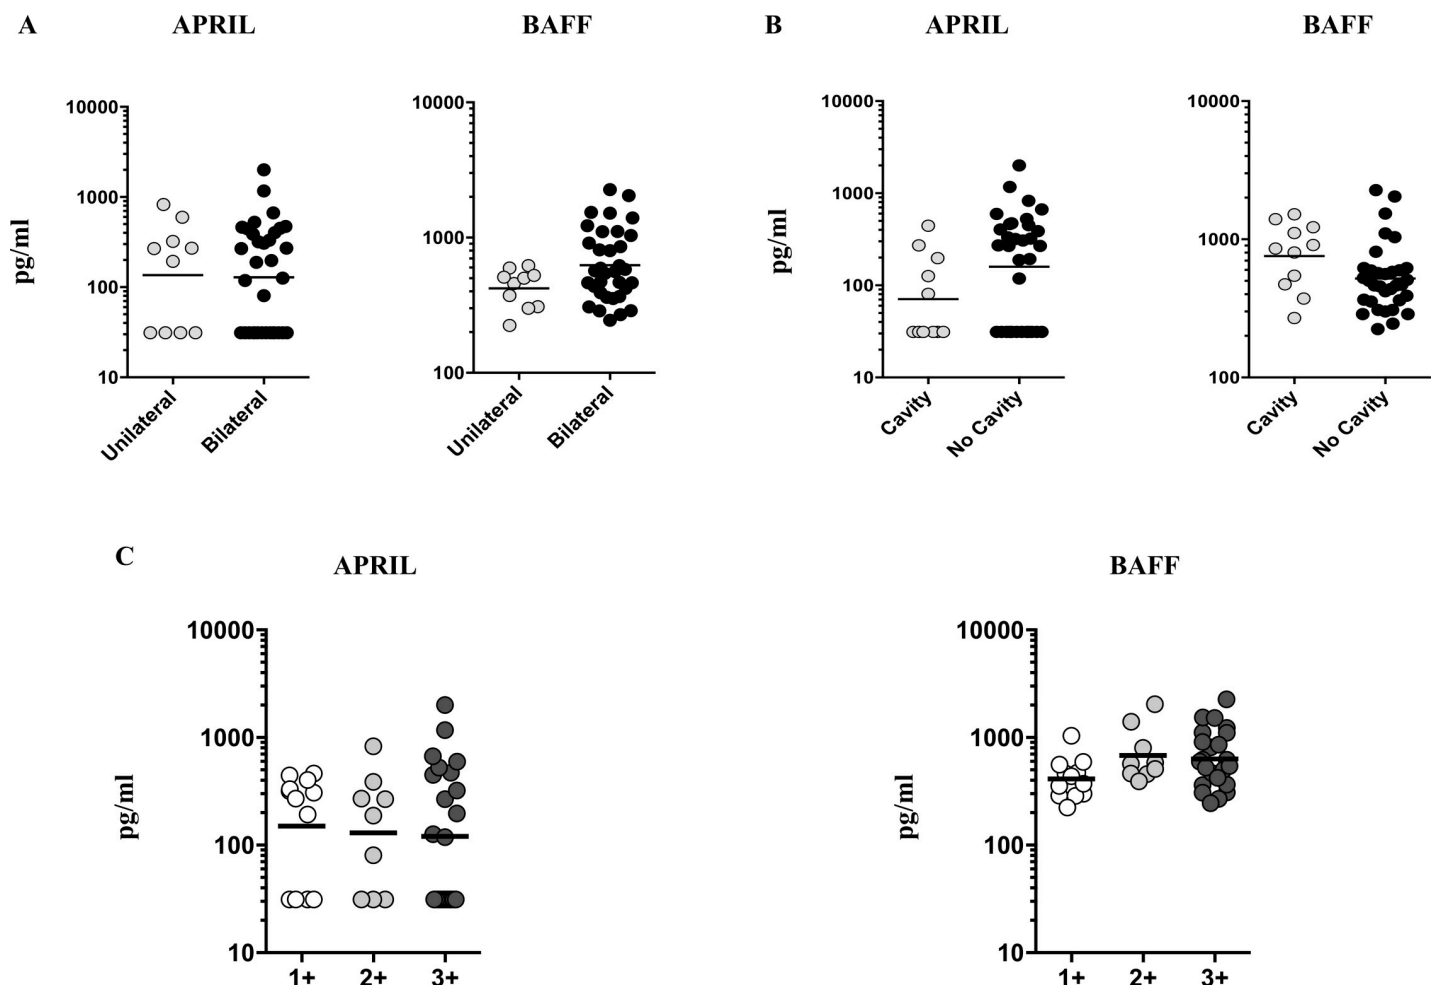 A APRIL BAFF B APRIL BAFF
10000 10000 10000 10000
1000 1000 1000 1000
pg/ml pg/ml
100 100 100 100
10 10
Unilateral Bilateral Unilateral Bilateral Cavity No Cavity Cavity No Cavity
C APRIL BAFF
10000 10000
1000 1000
pg/ml pg/ml
100 100
10 10
1+ 2+ 3+ 1+ 2+ 3+